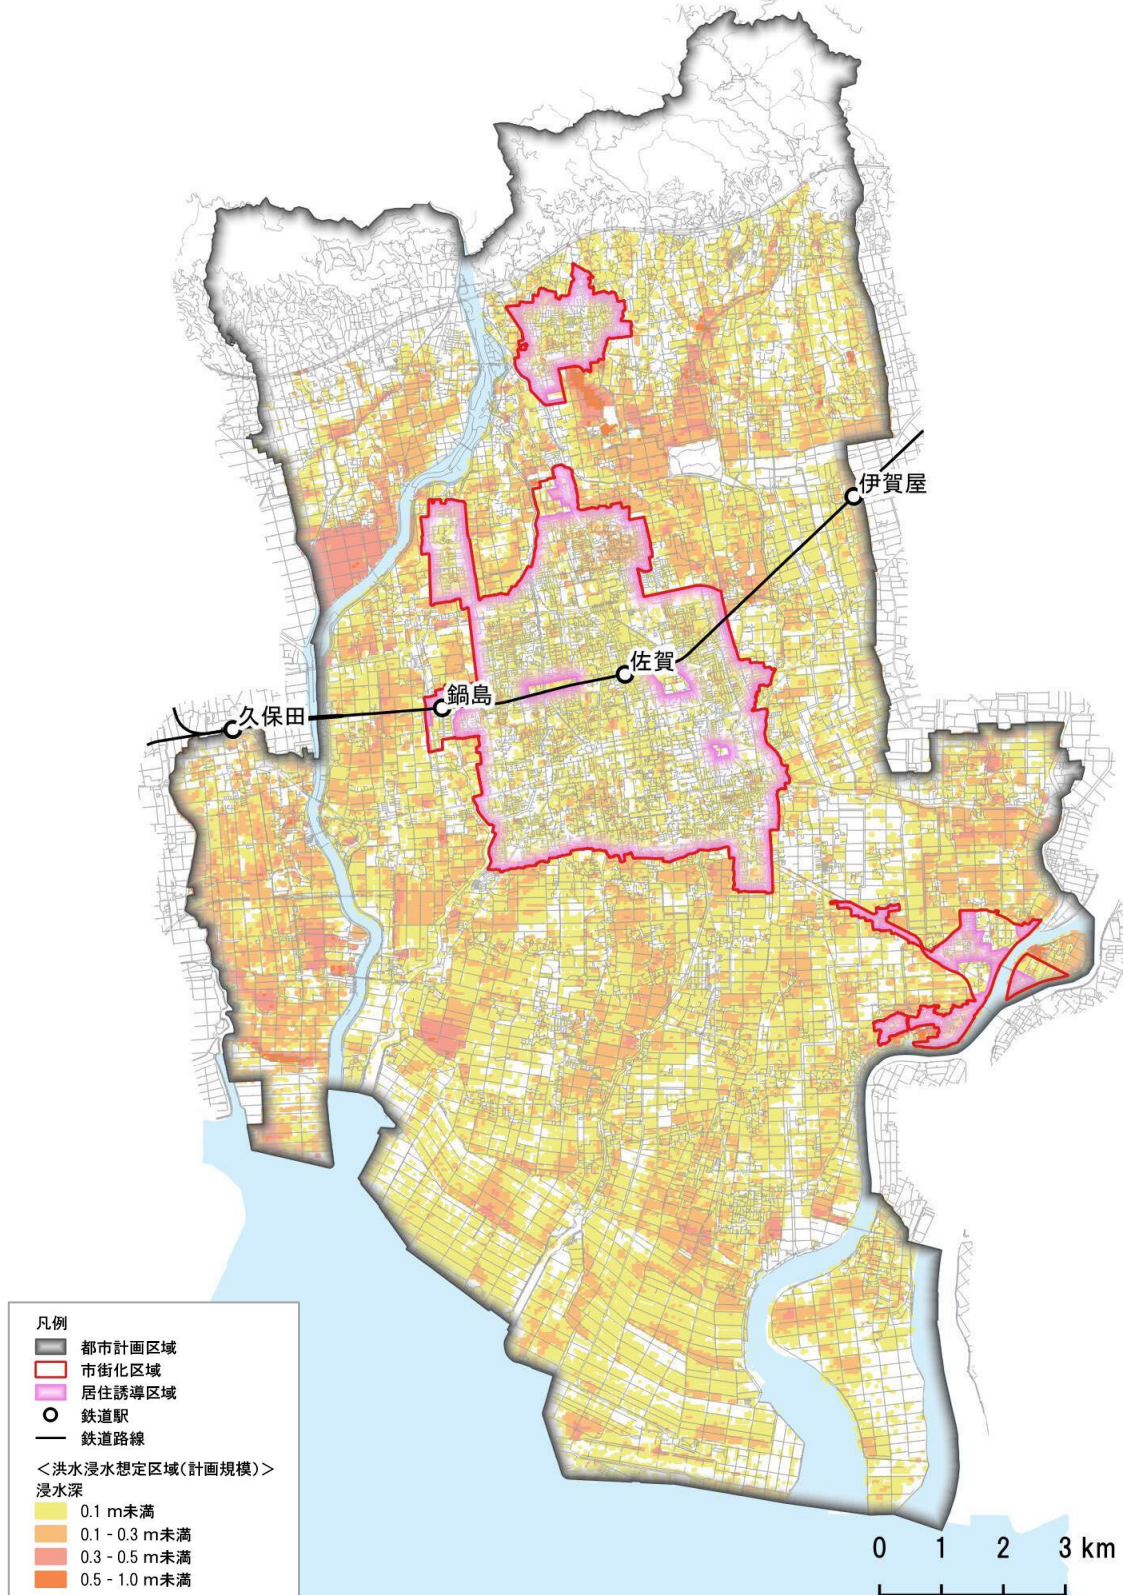 伊賀屋
佐賀
鍋島
久保田
凡例
都市計画区域
市街化区域
居住誘導区域
鉄道駅
鉄道路線
＜洪水浸水想定区域(計画規模)＞
浸水深
0.1 m未満
0.1 - 0.3 m未満
0.3 - 0.5 m未満
0.5 - 1.0 m未満
0 1 2 3 km